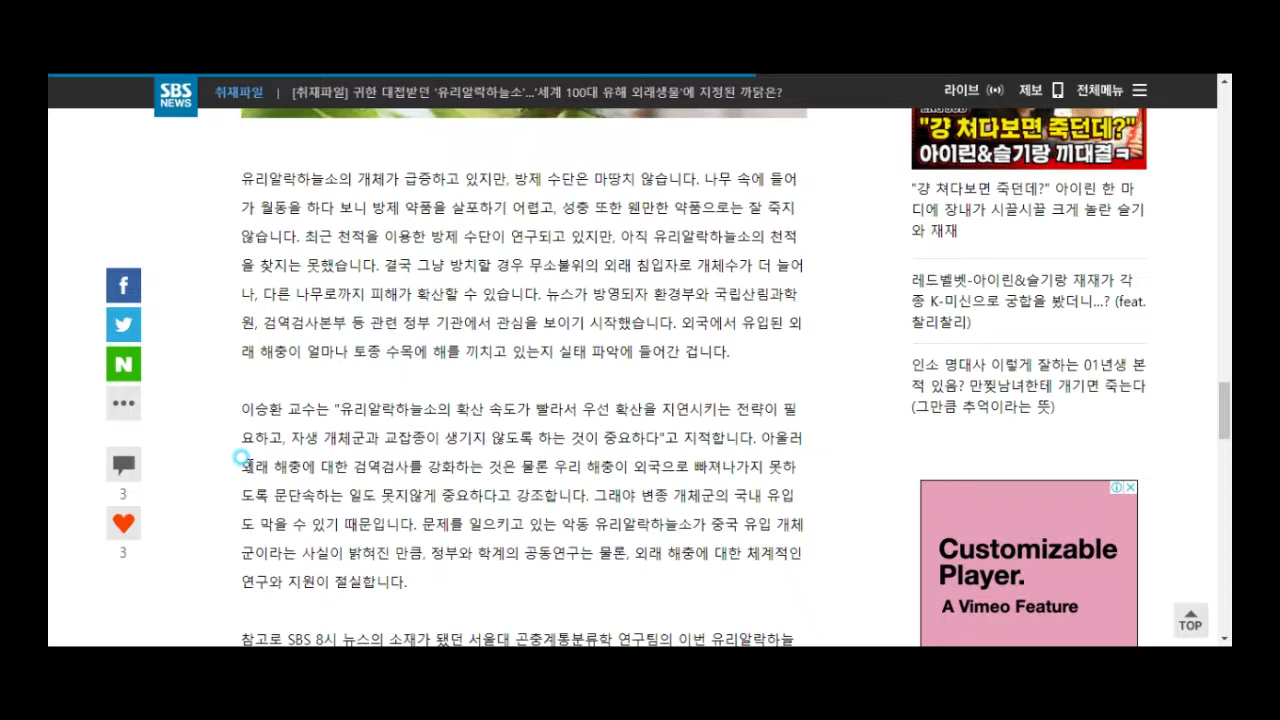 SBS
NEWS
취재파일 | [취재파일] 귀한 대접받던 '유리알락하늘소'...'세계 100대 유해 외래생물'에 지정된 까닭은?
라이브 제보 전체메뉴
유리알락하늘소의 개체가 급증하고 있지만, 방제 수단은 마땅치 않습니다. 나무 속에 들어
가 월동을 하다 보니 방제 약품을 살포하기 어렵고, 성충 또한 웬만한 약품으로는 잘 죽지
않습니다. 최근 천적을 이용한 방제 수단이 연구되고 있지만, 아직 유리알락하늘소의 천적
을 찾지는 못했습니다. 결국 그냥 방치할 경우 무소불위의 외래 침입자로 개체수가 더 늘어
나, 다른 나무로까지 피해가 확산할 수 있습니다. 뉴스가 방영되자 환경부와 국립산림과학
원, 검역검사본부 등 관련 정부 기관에서 관심을 보이기 시작했습니다. 외국에서 유입된 외
래 해충이 얼마나 토종 수목에 해를 끼치고 있는지 실태 파악에 들어간 겁니다.
이승환 교수는 "유리알락하늘소의 확산 속도가 빨라서 우선 확산을 지연시키는 전략이 필
요하고, 자생 개체군과 교잡종이 생기지 않도록 하는 것이 중요하다"고 지적합니다. 아울러
외래 해충에 대한 검역검사를 강화하는 것은 물론 우리 해충이 외국으로 빠져나가지 못하
도록 문단속하는 일도 못지않게 중요하다고 강조합니다. 그래야 변종 개체군의 국내 유입
도 막을 수 있기 때문입니다. 문제를 일으키고 있는 악동 유리알락하늘소가 중국 유입 개체
군이라는 사실이 밝혀진 만큼, 정부와 학계의 공동연구는 물론, 외래 해충에 대한 체계적인
연구와 지원이 절실합니다.
참고로 SBS 8시 뉴스의 소재가 됐던 서울대 곤충계통분류학 연구팀의 이번 유리알락하늘
f
N
3
3
"걍 쳐다보면 죽던데?"
아이린&슬기랑 끼대결ㅋ
"걍 쳐다보면 죽던데?" 아이린 한 마
디에 장내가 시끌시끌 크게 놀란 슬기
와 재재
레드벨벳-아이린&슬기랑 재재가 각
종 K-미신으로 궁합을 봤더니...? (feat.
찰리찰리)
인소 명대사 이렇게 잘하는 01년생 본
적 있음? 만찢남녀한테 개기면 죽는다
(그만큼 추억이라는 뜻)
Customizable
Player.
A Vimeo Feature
TOP